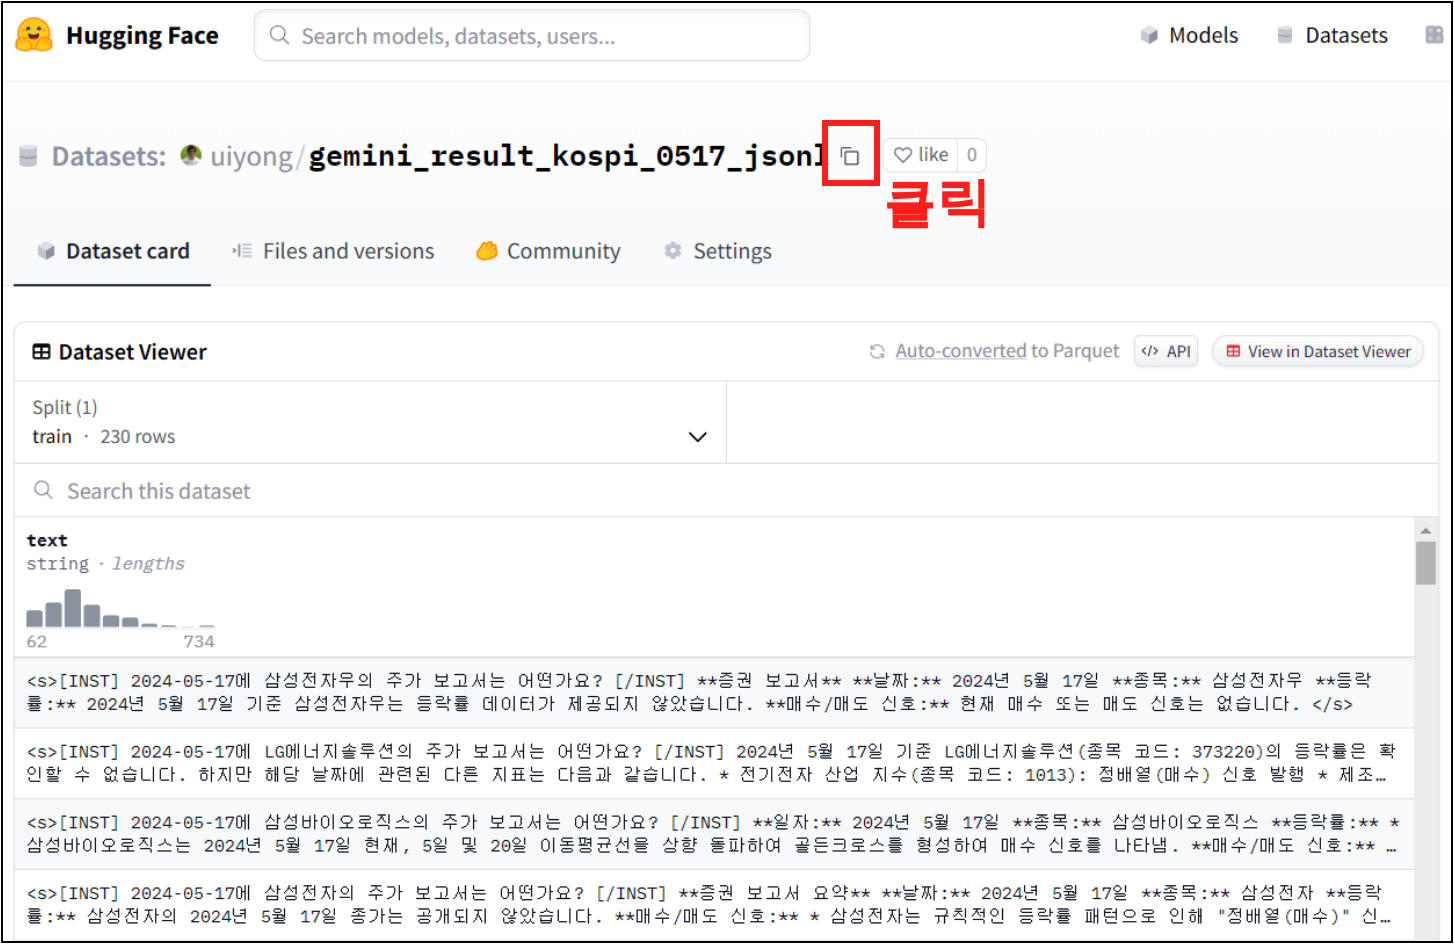 Hugging Face
Search models, datasets, users...
Models
Datasets
Datasets: uiyong/gemini_result_kospi_0517_jsonl
like 0
클릭
Dataset card
Files and versions
Community
Settings
Dataset Viewer
Auto-converted to Parquet
</> API
View in Dataset Viewer
Split (1)
train · 230 rows
Search this dataset
text
string · lengths
62 734
<s>[INST] 2024-05-17에 삼성전자우의 주가 보고서는 어떤가요? [/INST] **증권 보고서** **날짜:** 2024년 5월 17일 **종목:** 삼성전자우 **등락
률:** 2024년 5월 17일 기준 삼성전자우는 등락률 데이터가 제공되지 않았습니다. **매수/매도 신호:** 현재 매수 또는 매도 신호는 없습니다. </s>
<s>[INST] 2024-05-17에 LG에너지솔루션의 주가 보고서는 어떤가요? [/INST] 2024년 5월 17일 기준 LG에너지솔루션(종목 코드: 373220)의 등락률은 확
인할 수 없습니다. 하지만 해당 날짜에 관련된 다른 지표는 다음과 같습니다. * 전기전자 산업 지수(종목 코드: 1013): 정배열(매수) 신호 발행 * 제조…
<s>[INST] 2024-05-17에 삼성바이오로직스의 주가 보고서는 어떤가요? [/INST] **일자:** 2024년 5월 17일 **종목:** 삼성바이오로직스 **등락률:** *
삼성바이오로직스는 2024년 5월 17일 현재, 5일 및 20일 이동평균선을 상향 돌파하여 골든크로스를 형성하여 매수 신호를 나타냄. **매수/매도 신호:** …
<s>[INST] 2024-05-17에 삼성전자의 주가 보고서는 어떤가요? [/INST] **증권 보고서 요약** **날짜:** 2024년 5월 17일 **종목:** 삼성전자 **등락
률:** 삼성전자의 2024년 5월 17일 종가는 공개되지 않았습니다. **매수/매도 신호:** * 삼성전자는 규칙적인 등락률 패턴으로 인해 "정배열(매수)" 신…